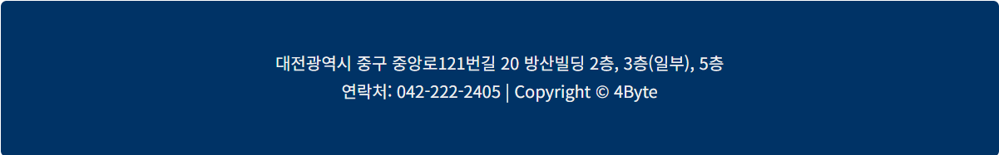 대전광역시 중구 중앙로121번길 20 방산빌딩 2층, 3층(일부), 5층
연락처: 042-222-2405 | Copyright © 4Byte